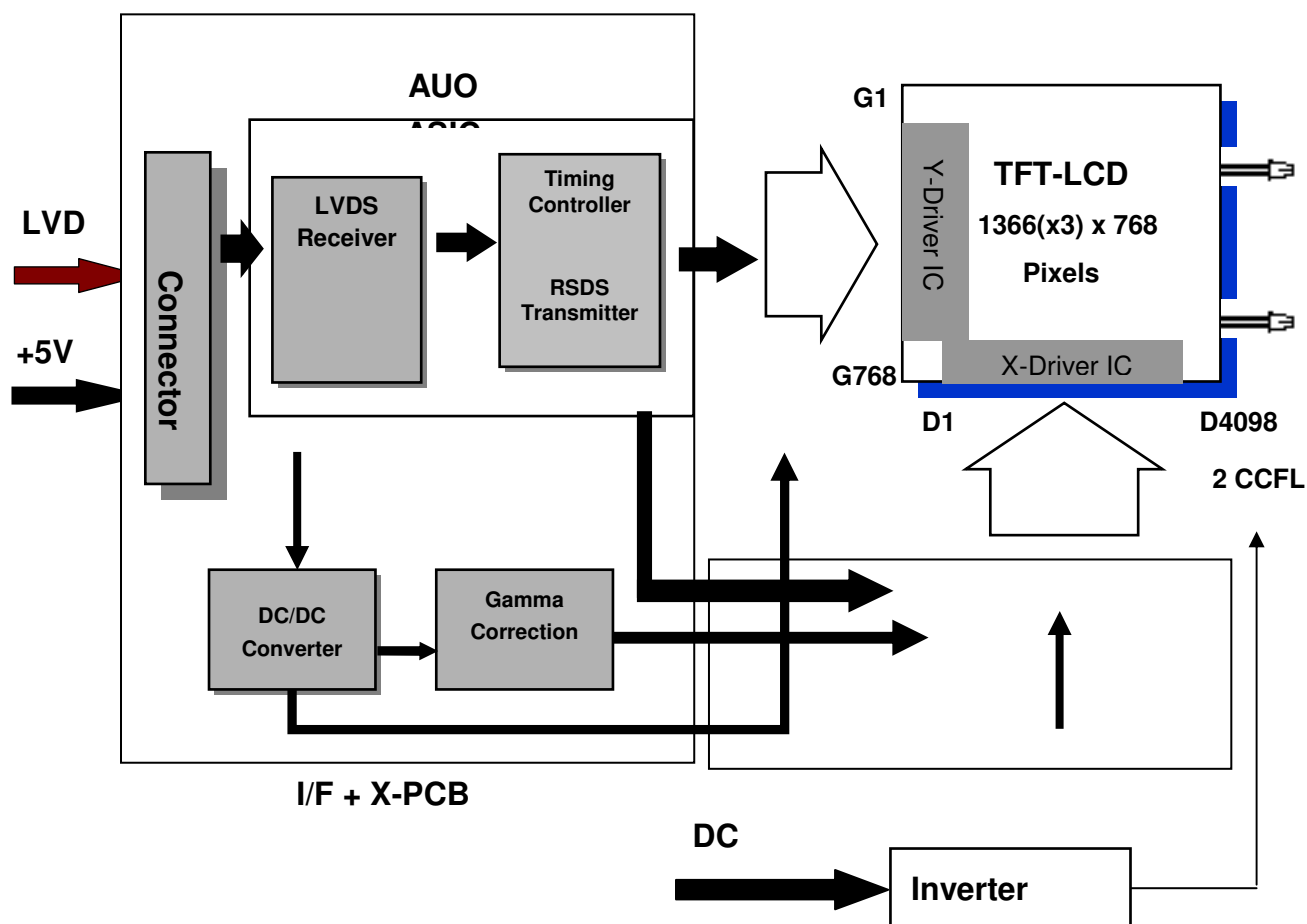 AUO
LVD
+5V
Connector
LVDS
Receiver
Timing
Controller
RSDS
Transmitter
G1
Y-Driver IC
TFT-LCD
1366(x3) x 768
Pixels
G768
X-Driver IC
D1
D4098
2 CCFL
DC/DC
Converter
Gamma
Correction
I/F + X-PCB
DC
Inverter